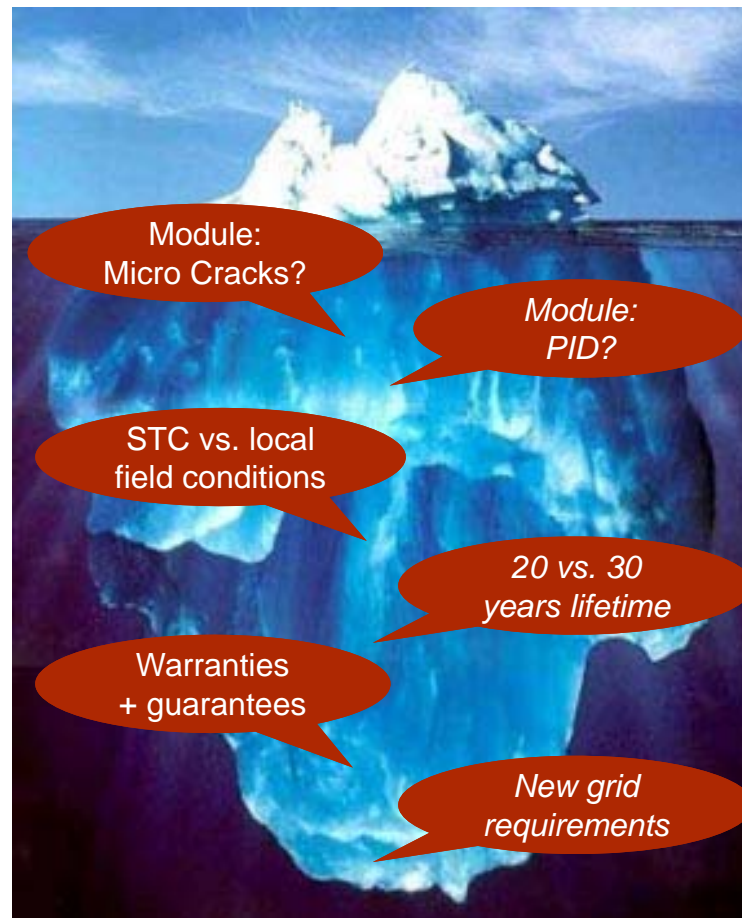 Module:
Micro Cracks?
Module:
PID?
STC vs. local
field conditions
20 vs. 30
years lifetime
Warranties
+ guarantees
New grid
requirements